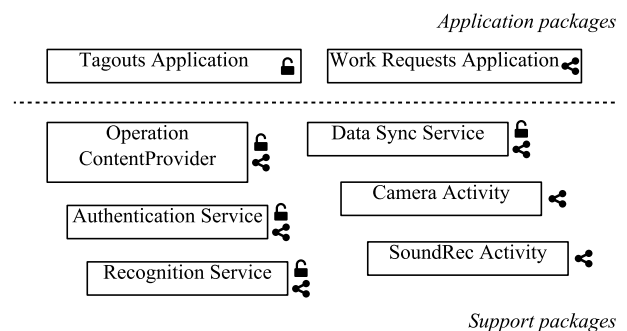 Application packages
Tagouts Application
Work Requests Application
Operation
ContentProvider
Data Sync Service
Camera Activity
Authentication Service
SoundRec Activity
Recognition Service
Support packages